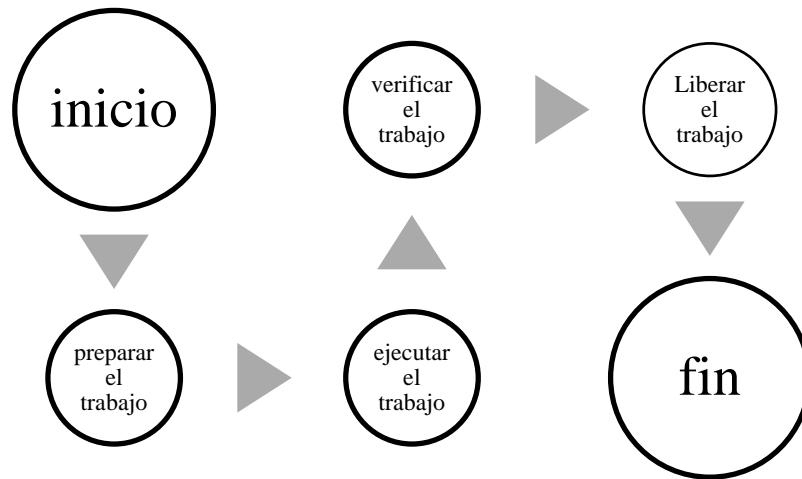 inicio
preparar
el
trabajo
ejecutar
el
trabajo
verificar
el
trabajo
Liberar
el
trabajo
fin